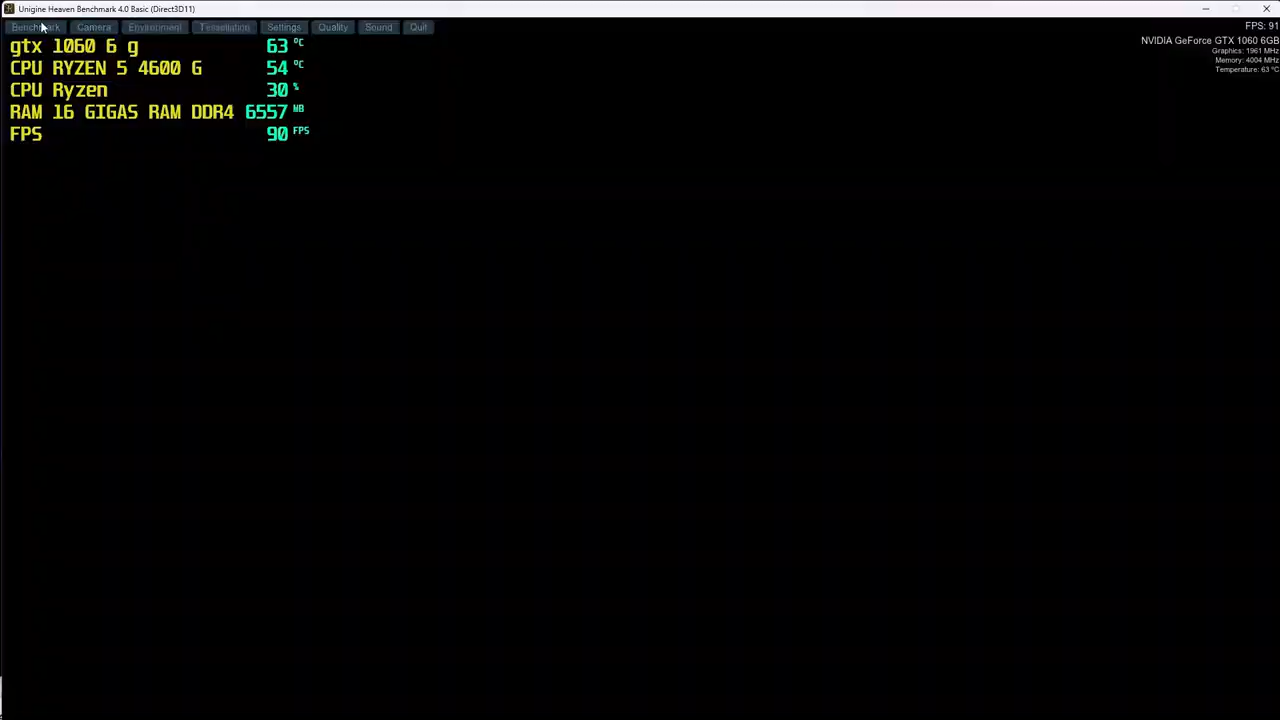 Unigine Heaven Benchmark 4.0 Basic (Direct3D11)
Benchmark Camera Environment Tessellation Settings Quality Sound Quit
FPS: 91
NVIDIA GeForce GTX 1060 6GB
Graphics: 1961 MHz
Memory: 4004 MHz
Temperature: 63 °C
gtx 1060 6 g 63 °C
CPU RYZEN 5 4600 G 54 °C
CPU Ryzen 30 %
RAM 16 GIGAS RAM DDR4 6557 MB
FPS 90 FPS